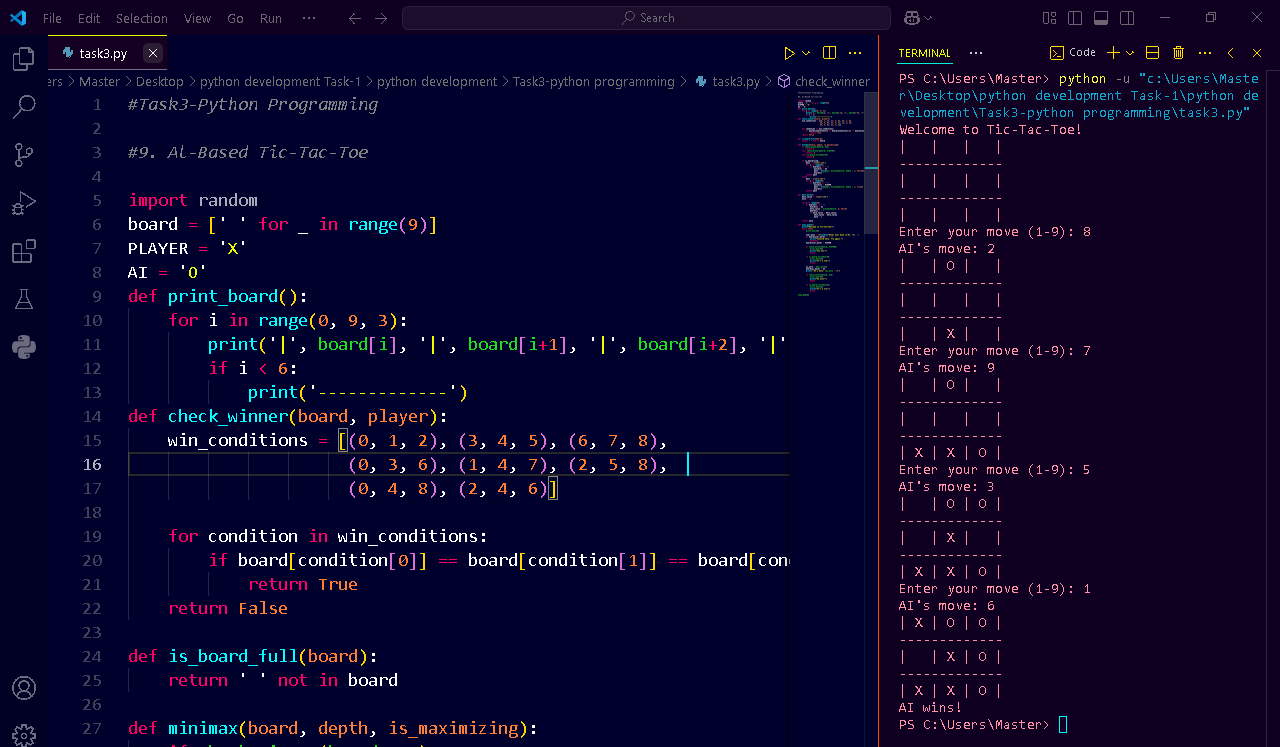 File Edit Selection View Go Run ··· Search
task3.py
ers > Master > Desktop > python development Task-1 > python development > Task3-python programming > task3.py > check_winner
1 #Task3-Python Programming
2
3 #9. Al-Based Tic-Tac-Toe
4
5 import random
6 board = [' ' for _ in range(9)]
7 PLAYER = 'X'
8 AI = 'O'
9 def print_board():
10 for i in range(0, 9, 3):
11 print('|', board[i], '|', board[i+1], '|', board[i+2], '|'
12 if i < 6:
13 print('-------------')
14 def check_winner(board, player):
15 win_conditions = [(0, 1, 2), (3, 4, 5), (6, 7, 8),
16 (0, 3, 6), (1, 4, 7), (2, 5, 8),
17 (0, 4, 8), (2, 4, 6)]
18
19 for condition in win_conditions:
20 if board[condition[0]] == board[condition[1]] == board[con
21 return True
22 return False
23
24 def is_board_full(board):
25 return ' ' not in board
26
27 def minimax(board, depth, is_maximizing):
TERMINAL ··· Code
PS C:\Users\Master> python -u "c:\Users\Maste
r\Desktop\python development Task-1\python de
velopment\Task3-python programming\task3.py"
Welcome to Tic-Tac-Toe!
|   |   |   |
-------------
|   |   |   |
-------------
|   |   |   |
Enter your move (1-9): 8
AI's move: 2
|   | O |   |
-------------
|   |   |   |
-------------
|   | X |   |
Enter your move (1-9): 7
AI's move: 9
|   | O |   |
-------------
|   |   |   |
-------------
| X | X | O |
Enter your move (1-9): 5
AI's move: 3
|   | O | O |
-------------
|   | X |   |
-------------
| X | X | O |
Enter your move (1-9): 1
AI's move: 6
| X | O | O |
-------------
|   | X | O |
-------------
| X | X | O |
AI wins!
PS C:\Users\Master>